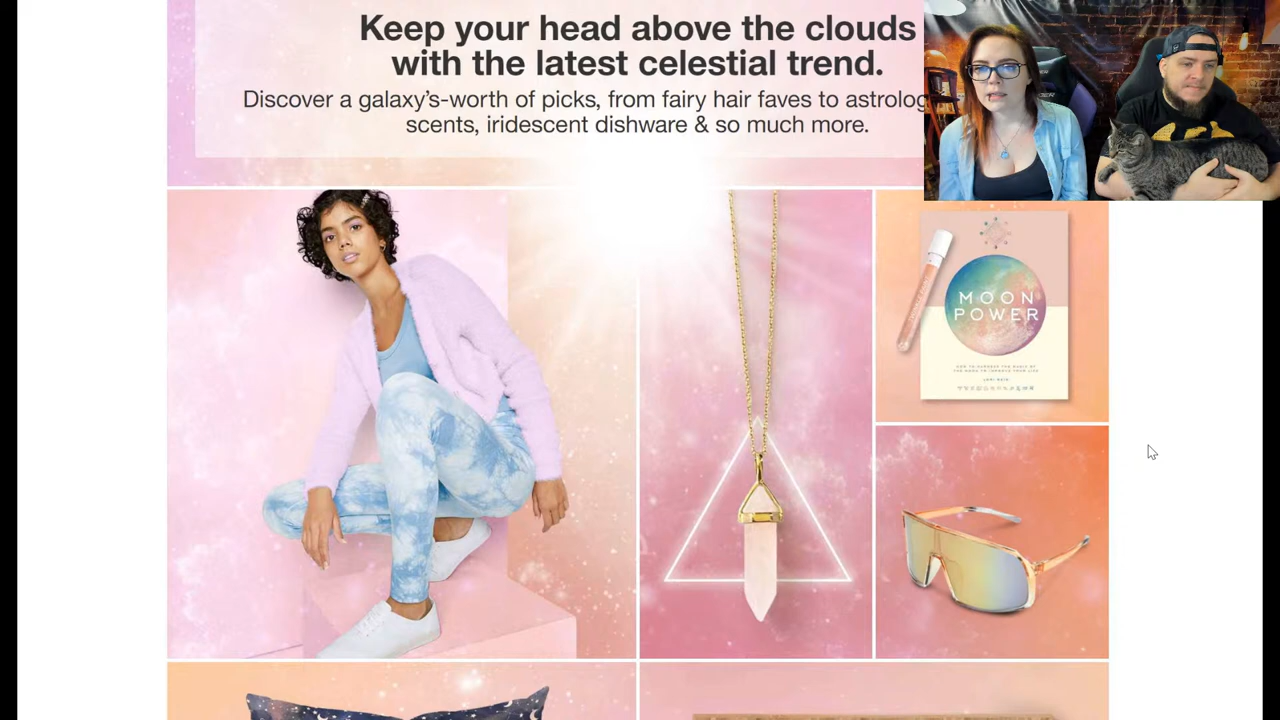 Keep your head above the clouds
with the latest celestial trend.
Discover a galaxy's-worth of picks, from fairy hair faves to astrolog
scents, iridescent dishware & so much more.
MOON
POWER